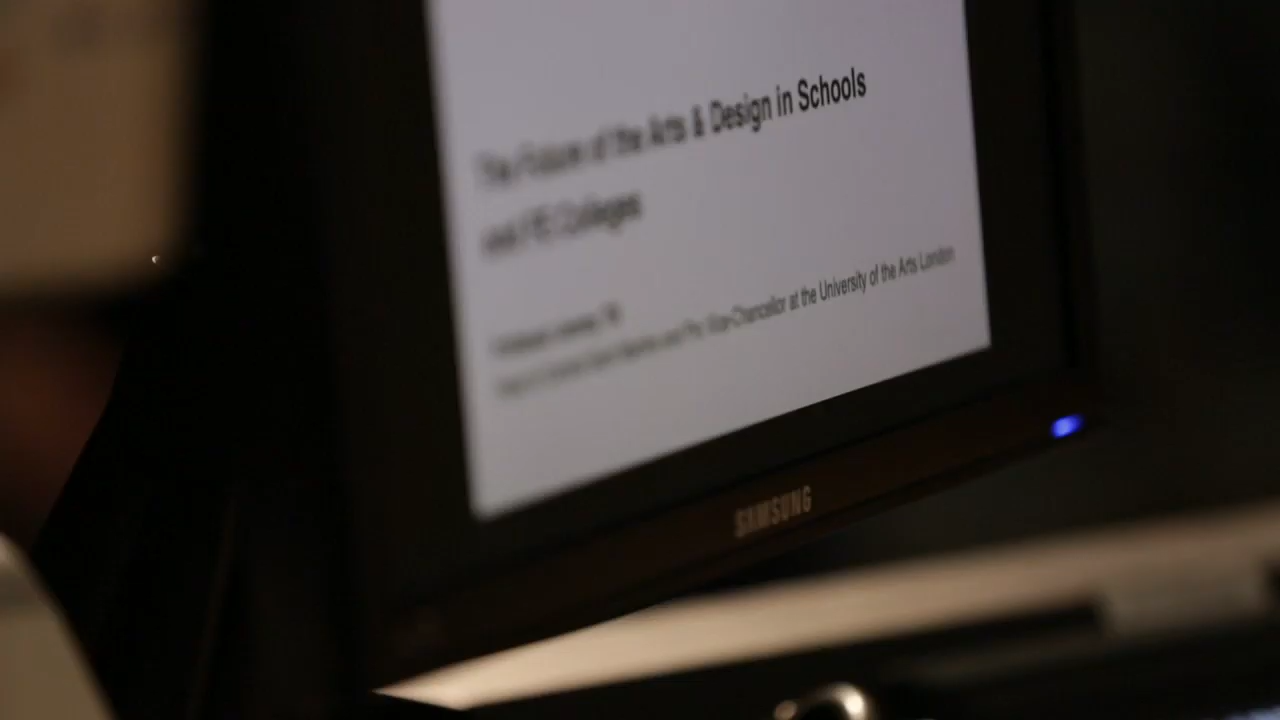 The Future of the Arts & Design in Schools
and FE Colleges
and Pro Vice-Chancellor at the University of the Arts London
SAMSUNG